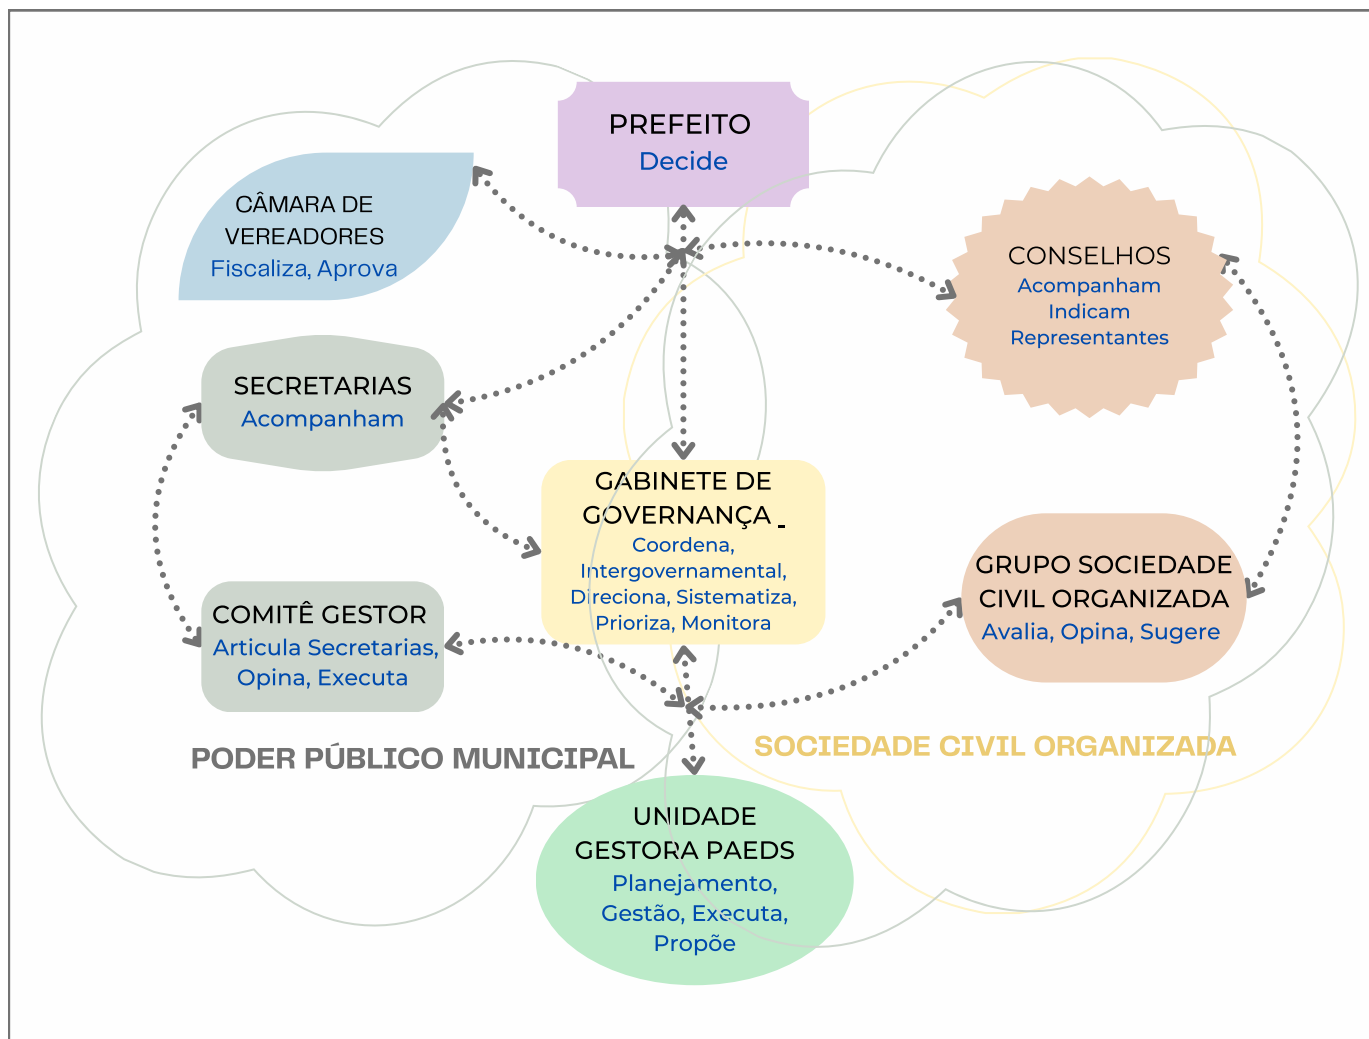 PREFEITO
Decide
CÂMARA DE
VEREADORES
Fiscaliza, Aprova
CONSELHOS
Acompanham
Indicam
Representantes
SECRETARIAS
Acompanham
GABINETE DE
GOVERNANÇA _
Coordena,
Intergovernamental,
Direciona, Sistematiza,
Prioriza, Monitora
GRUPO SOCIEDADE
CIVIL ORGANIZADA
Avalia, Opina, Sugere
COMITÊ GESTOR
Articula Secretarias,
Opina, Executa
PODER PÚBLICO MUNICIPAL
SOCIEDADE CIVIL ORGANIZADA
UNIDADE
GESTORA PAEDS
Planejamento,
Gestão, Executa,
Propõe